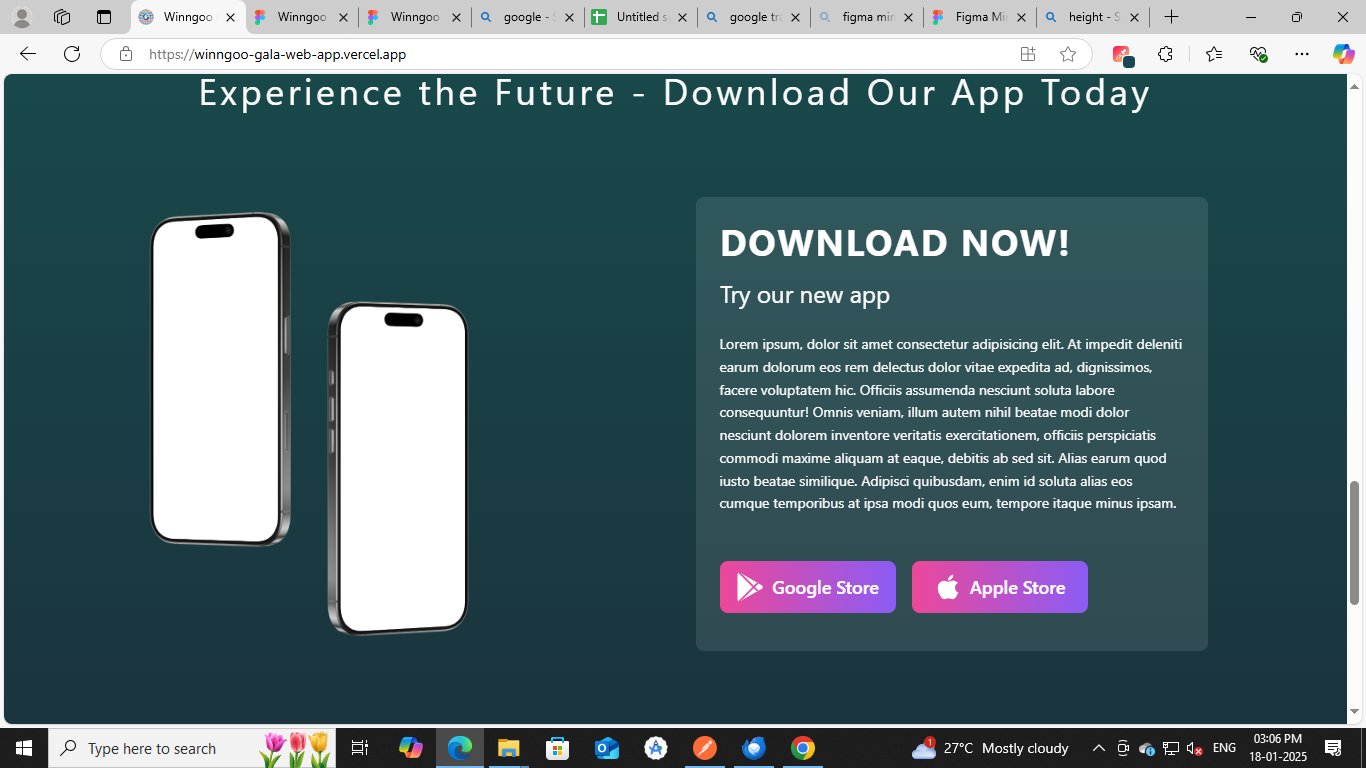 Winngoo
Winngoo
Winngoo
google - S
Untitled s
google tra
figma mir
Figma Mi
height - S
https://winngoo-gala-web-app.vercel.app
Experience the Future - Download Our App Today
DOWNLOAD NOW!
Try our new app
Lorem ipsum, dolor sit amet consectetur adipisicing elit. At impedit deleniti
earum dolorum eos rem delectus dolor vitae expedita ad, dignissimos,
facere voluptatem hic. Officiis assumenda nesciunt soluta labore
consequuntur! Omnis veniam, illum autem nihil beatae modi dolor
nesciunt dolorem inventore veritatis exercitationem, officiis perspiciatis
commodi maxime aliquam at eaque, debitis ab sed sit. Alias earum quod
iusto beatae similique. Adipisci quibusdam, enim id soluta alias eos
cumque temporibus at ipsa modi quos eum, tempore itaque minus ipsam.
Google Store
Apple Store
Type here to search
1
27°C Mostly cloudy
ENG
03:06 PM
18-01-2025